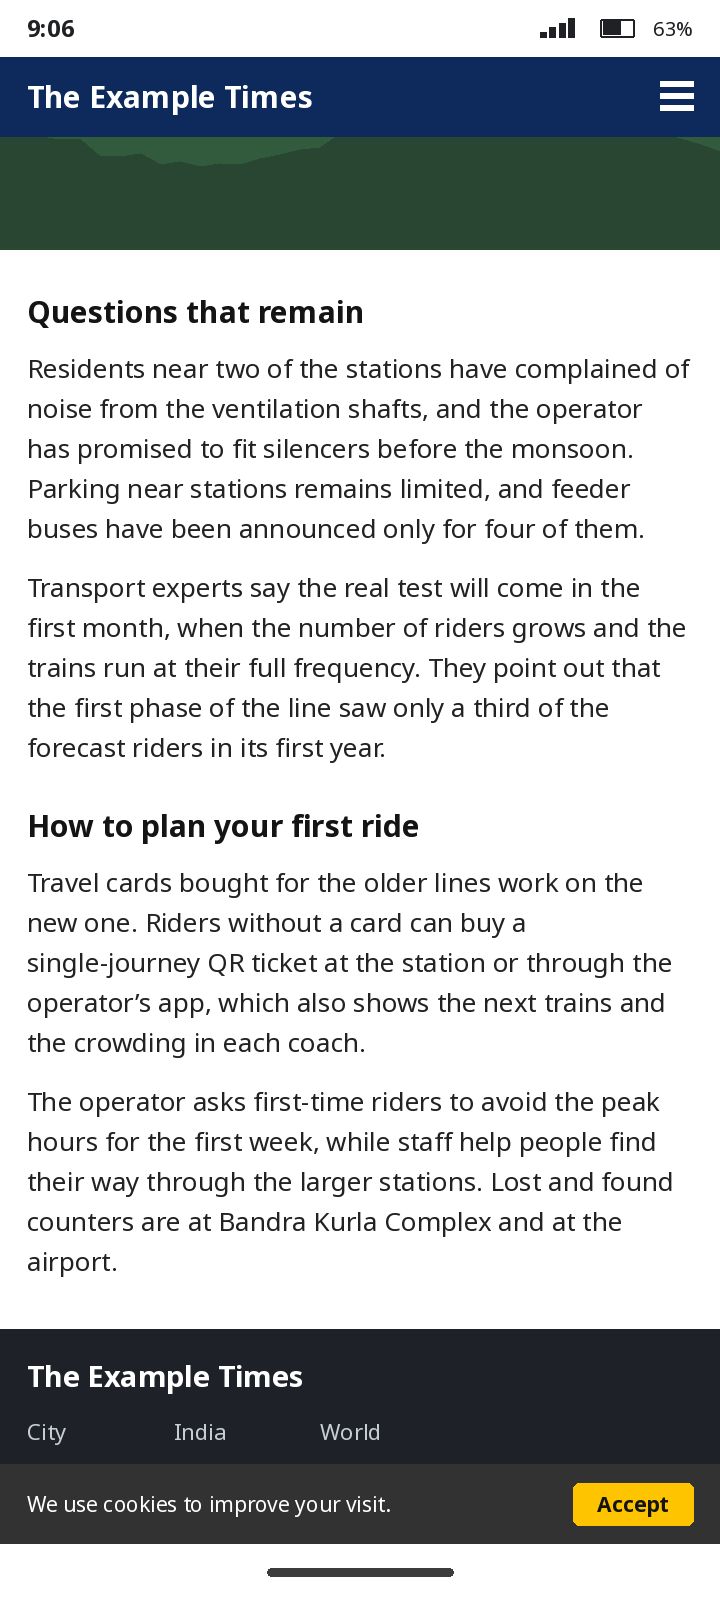 9:06
63%
The Example Times
Questions that remain
Residents near two of the stations have complained of
noise from the ventilation shafts, and the operator
has promised to fit silencers before the monsoon.
Parking near stations remains limited, and feeder
buses have been announced only for four of them.
Transport experts say the real test will come in the
first month, when the number of riders grows and the
trains run at their full frequency. They point out that
the first phase of the line saw only a third of the
forecast riders in its first year.
How to plan your first ride
Travel cards bought for the older lines work on the
new one. Riders without a card can buy a
single-journey QR ticket at the station or through the
operator’s app, which also shows the next trains and
the crowding in each coach.
The operator asks first-time riders to avoid the peak
hours for the first week, while staff help people find
their way through the larger stations. Lost and found
counters are at Bandra Kurla Complex and at the
airport.
The Example Times
City India World
We use cookies to improve your visit. Accept